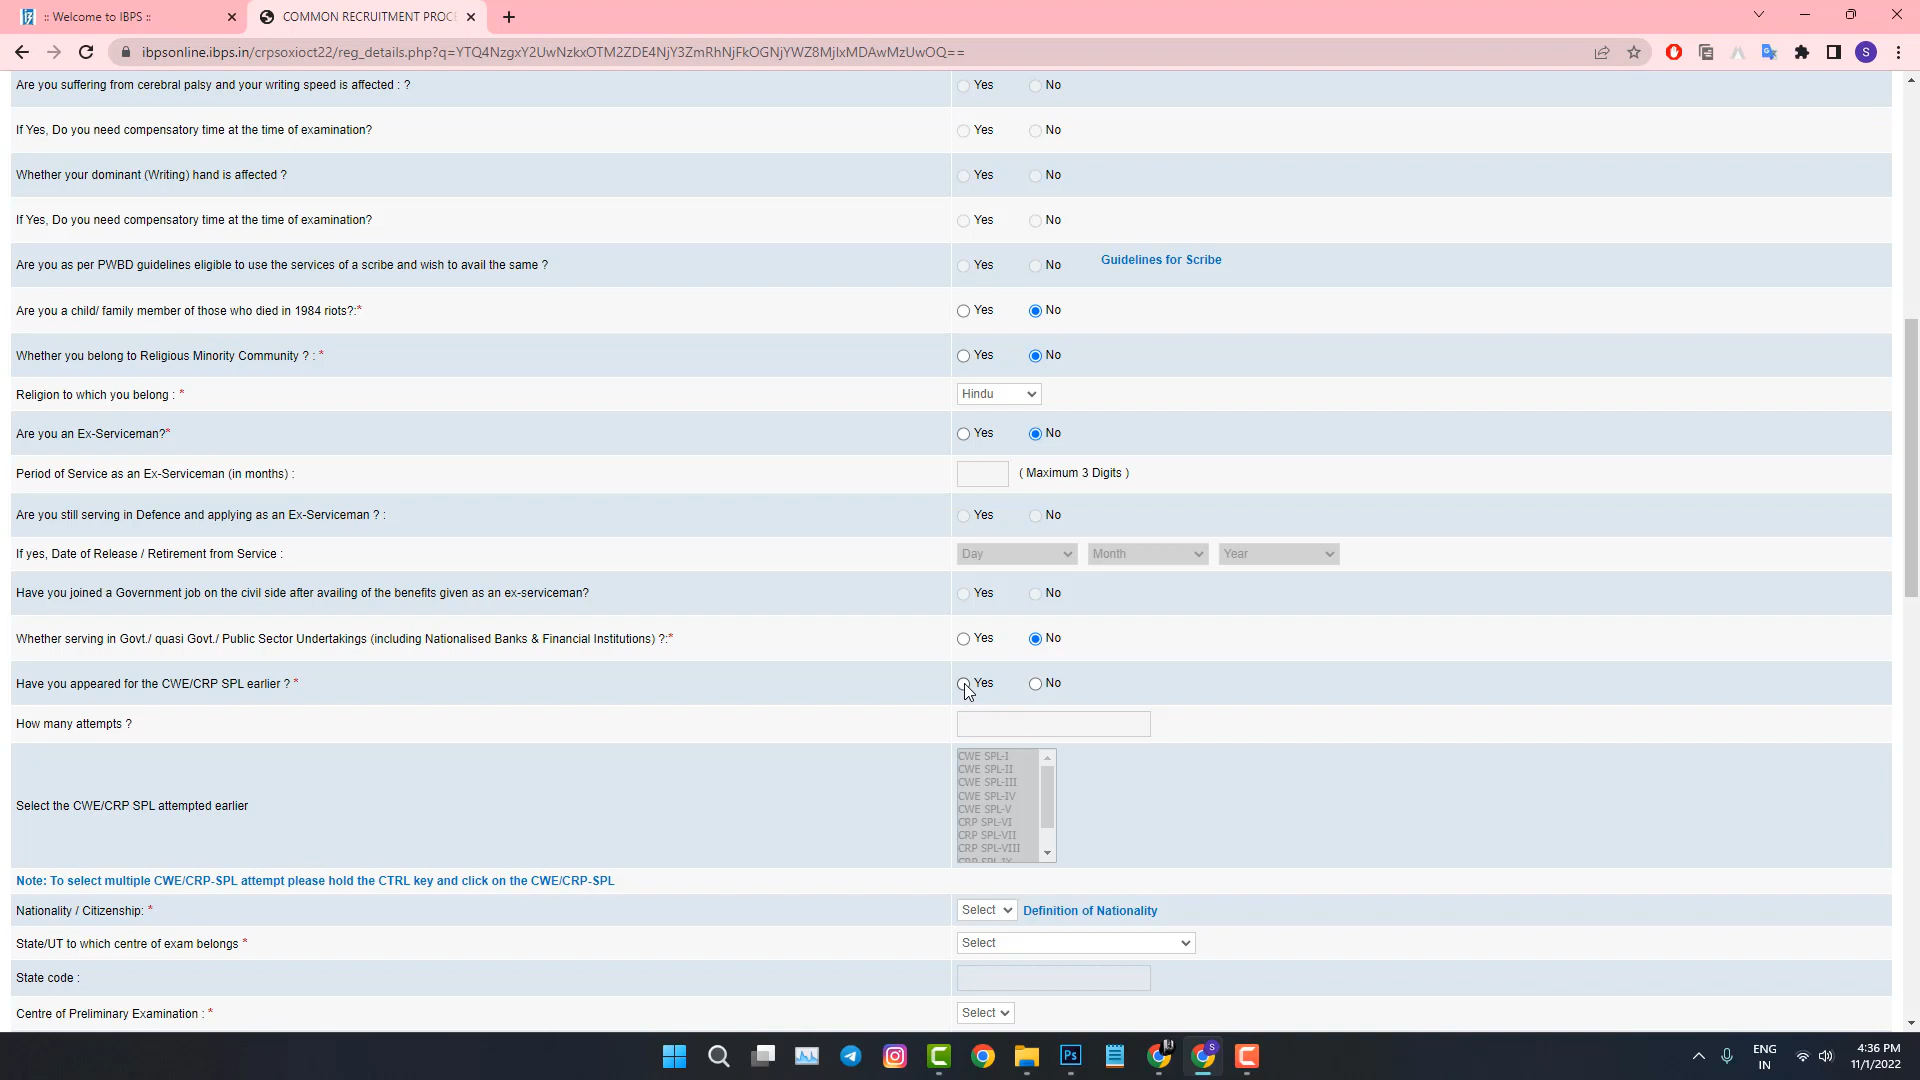 :: Welcome to IBPS ::
COMMON RECRUITMENT PROCE
ibpsonline.ibps.in/crpsoxioct22/reg_details.php?q=YTQ4NzgxY2UwNzkxOTM2ZDE4NjY3ZmRhNjFkOGNjYWZ8MjIxMDAwMzUwOQ==
S
Are you suffering from cerebral palsy and your writing speed is affected : ? Yes No
If Yes, Do you need compensatory time at the time of examination? Yes No
Whether your dominant (Writing) hand is affected ? Yes No
If Yes, Do you need compensatory time at the time of examination? Yes No
Are you as per PWBD guidelines eligible to use the services of a scribe and wish to avail the same ? Yes No Guidelines for Scribe
Are you a child/ family member of those who died in 1984 riots?:* Yes No
Whether you belong to Religious Minority Community ? : * Yes No
Religion to which you belong : * Hindu
Are you an Ex-Serviceman?* Yes No
Period of Service as an Ex-Serviceman (in months) : ( Maximum 3 Digits )
Are you still serving in Defence and applying as an Ex-Serviceman ? : Yes No
If yes, Date of Release / Retirement from Service : Day Month Year
Have you joined a Government job on the civil side after availing of the benefits given as an ex-serviceman? Yes No
Whether serving in Govt./ quasi Govt./ Public Sector Undertakings (including Nationalised Banks & Financial Institutions) ?:* Yes No
Have you appeared for the CWE/CRP SPL earlier ? * Yes No
How many attempts ?
CWE SPL-I
CWE SPL-II
CWE SPL-III
CWE SPL-IV
Select the CWE/CRP SPL attempted earlier
CWE SPL-V
CRP SPL-VI
CRP SPL-VII
CRP SPL-VIII
CRP SPL-IX
Note: To select multiple CWE/CRP-SPL attempt please hold the CTRL key and click on the CWE/CRP-SPL
Nationality / Citizenship: * Select Definition of Nationality
State/UT to which centre of exam belongs * Select
State code :
Centre of Preliminary Examination : * Select
Ps
S
ENG
IN
4:36 PM
11/1/2022